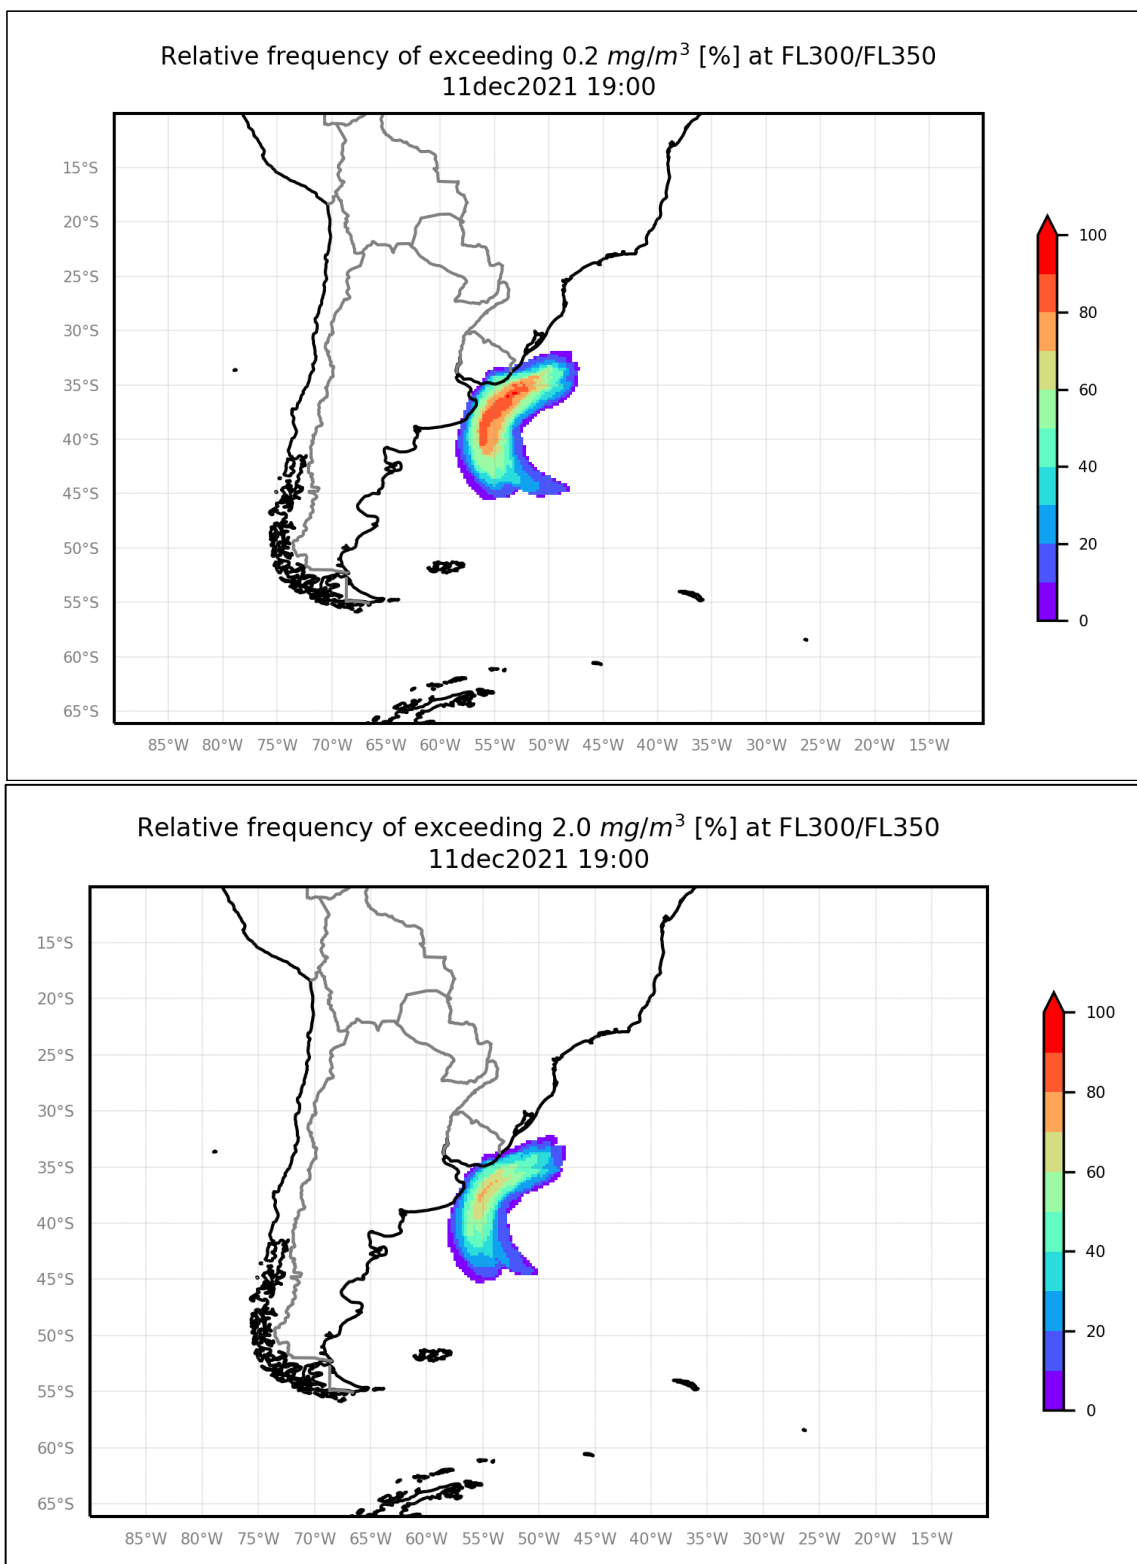 Relative frequency of exceeding 0.2 mg/m³ [%] at FL300/FL350
11dec2021 19:00
15°S
20°S
25°S
30°S
35°S
40°S
45°S
50°S
55°S
60°S
65°S
85°W 80°W 75°W 70°W 65°W 60°W 55°W 50°W 45°W 40°W 35°W 30°W 25°W 20°W 15°W
100
80
60
40
20
0
Relative frequency of exceeding 2.0 mg/m³ [%] at FL300/FL350
11dec2021 19:00
15°S
20°S
25°S
30°S
35°S
40°S
45°S
50°S
55°S
60°S
65°S
85°W 80°W 75°W 70°W 65°W 60°W 55°W 50°W 45°W 40°W 35°W 30°W 25°W 20°W 15°W
100
80
60
40
20
0